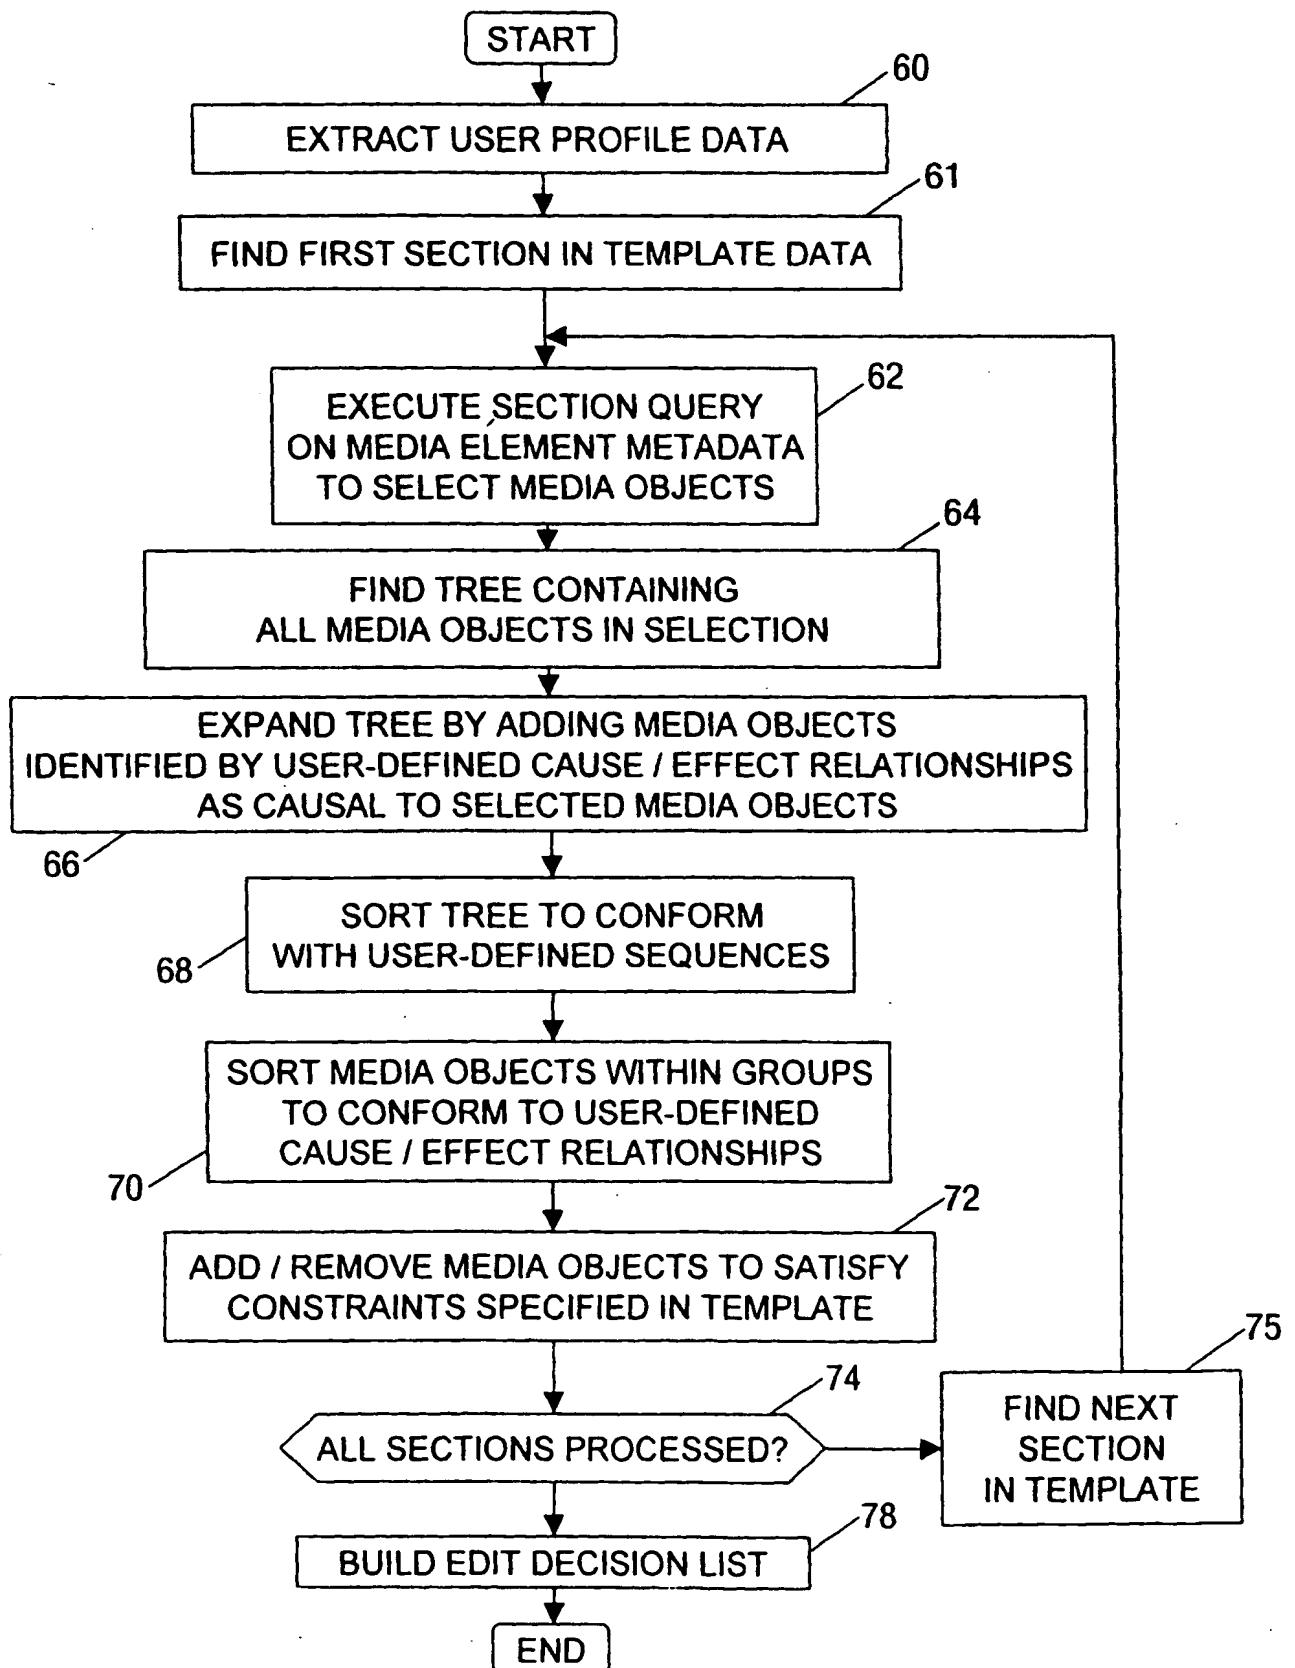 START
60
EXTRACT USER PROFILE DATA
61
FIND FIRST SECTION IN TEMPLATE DATA
62
EXECUTE SECTION QUERY
ON MEDIA ELEMENT METADATA
TO SELECT MEDIA OBJECTS
64
FIND TREE CONTAINING
ALL MEDIA OBJECTS IN SELECTION
EXPAND TREE BY ADDING MEDIA OBJECTS
IDENTIFIED BY USER-DEFINED CAUSE / EFFECT RELATIONSHIPS
AS CAUSAL TO SELECTED MEDIA OBJECTS
66
SORT TREE TO CONFORM
WITH USER-DEFINED SEQUENCES
68
SORT MEDIA OBJECTS WITHIN GROUPS
TO CONFORM TO USER-DEFINED
CAUSE / EFFECT RELATIONSHIPS
70
72
ADD / REMOVE MEDIA OBJECTS TO SATISFY
CONSTRAINTS SPECIFIED IN TEMPLATE
74
ALL SECTIONS PROCESSED?
75
FIND NEXT
SECTION
IN TEMPLATE
78
BUILD EDIT DECISION LIST
END